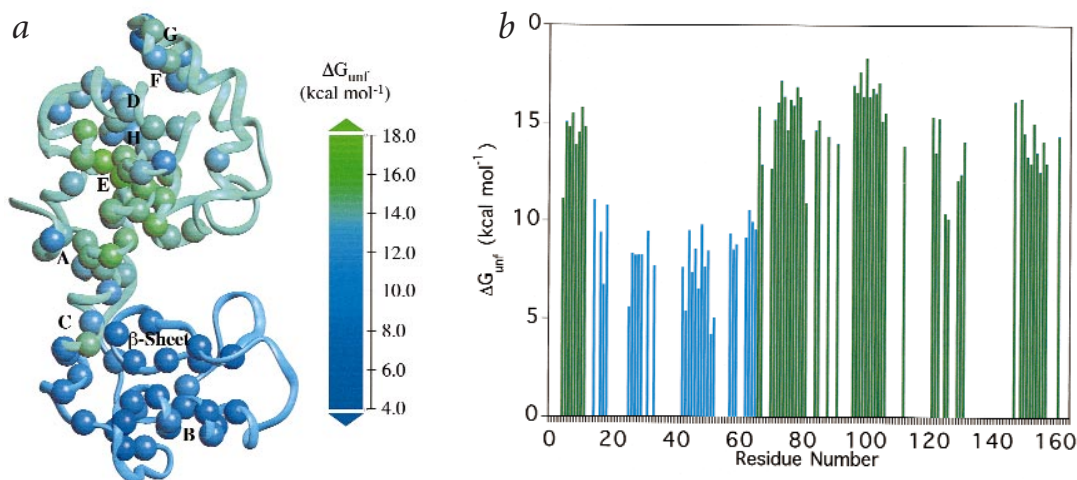 a
G
F
D
H
E
A
C
β-Sheet
B
ΔGunf
(kcal mol-1)
18.0
16.0
14.0
12.0
10.0
8.0
6.0
4.0
b
ΔGunf (kcal mol-1)
0
15
10
5
0
0 20 40 60 80 100 120 140 160
Residue Number